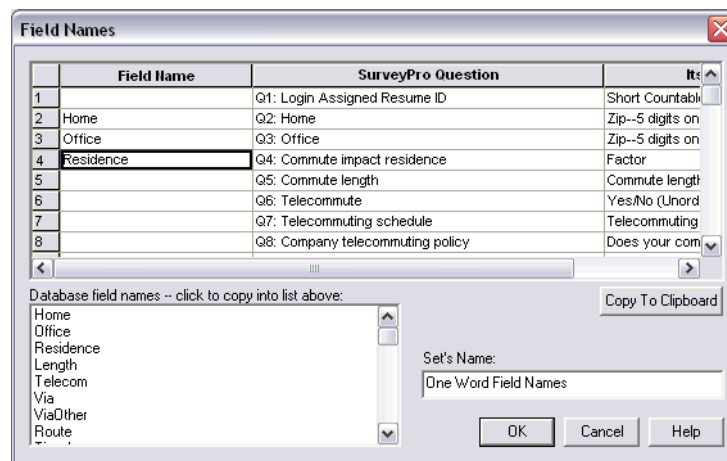 Field Names
Field Name SurveyPro Question Its
1 Q1: Login Assigned Resume ID Short Countabl
2 Home Q2: Home Zip--5 digits on
3 Office Q3: Office Zip--5 digits on
4 Residence Q4: Commute impact residence Factor
5 Q5: Commute length Commute length
6 Q6: Telecommute Yes/No (Unord
7 Q7: Telecommuting schedule Telecommuting
8 Q8: Company telecommuting policy Does your com
Database field names -- click to copy into list above:
Copy To Clipboard
Home
Office
Residence
Length
Telecom
Via
ViaOther
Route
Set's Name:
One Word Field Names
OK Cancel Help